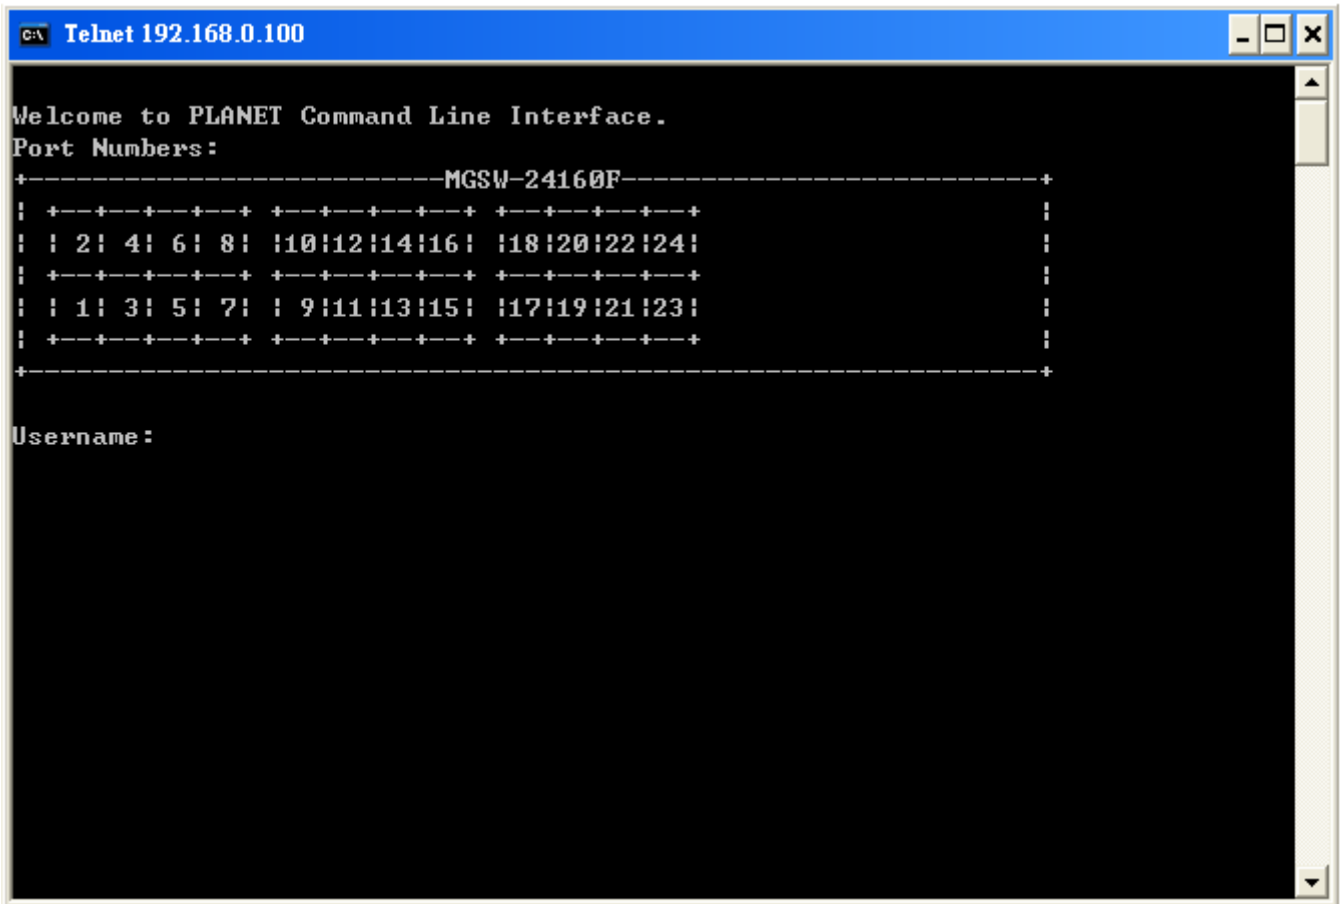 Telnet 192.168.0.100
Welcome to PLANET Command Line Interface.
Port Numbers:
+--------------------------MGSW-24160F--------------------------+
| +--+--+--+--+ +--+--+--+--+ +--+--+--+--+                     |
| | 2| 4| 6| 8| |10|12|14|16| |18|20|22|24|                     |
| +--+--+--+--+ +--+--+--+--+ +--+--+--+--+                     |
| | 1| 3| 5| 7| | 9|11|13|15| |17|19|21|23|                     |
| +--+--+--+--+ +--+--+--+--+ +--+--+--+--+                     |
+---------------------------------------------------------------+
Username: